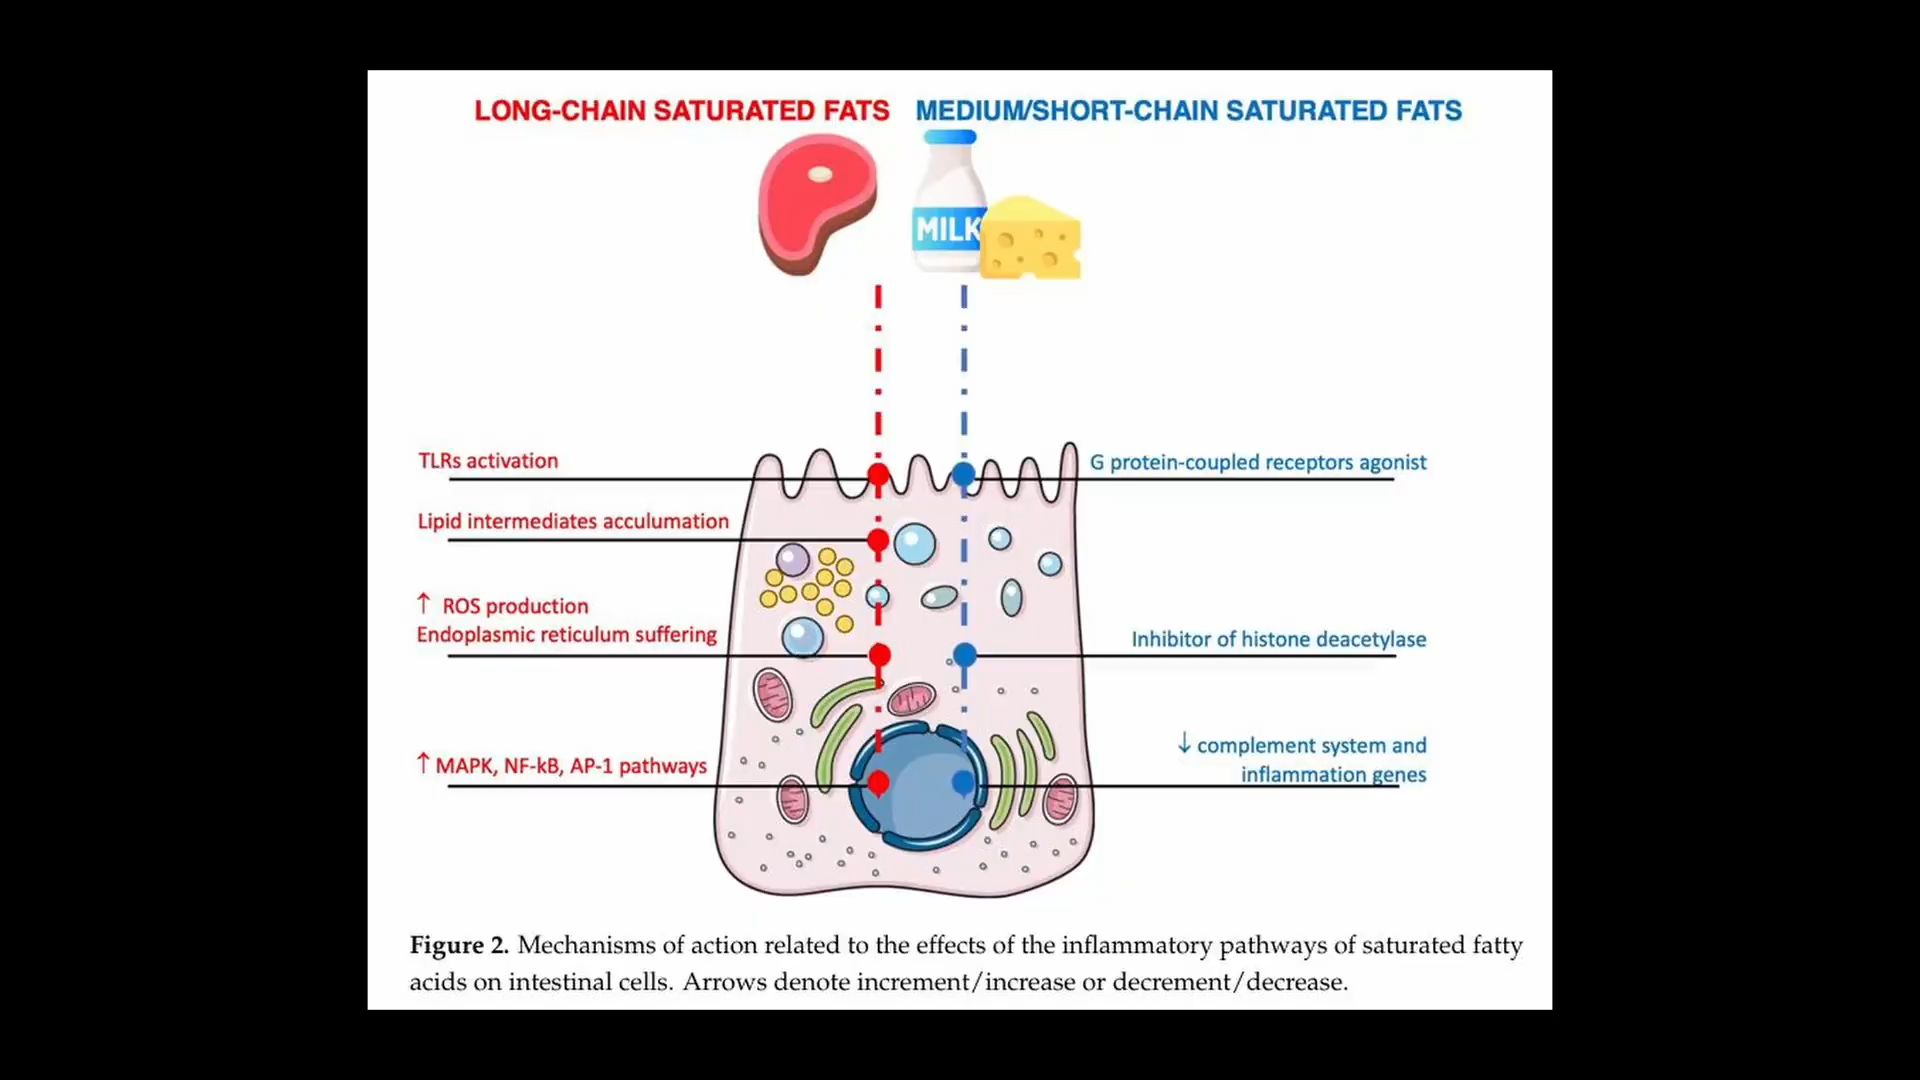 LONG-CHAIN SATURATED FATS
MEDIUM/SHORT-CHAIN SATURATED FATS
MILK
TLRs activation
G protein-coupled receptors agonist
Lipid intermediates acculumation
↑ ROS production
Endoplasmic reticulum suffering
Inhibitor of histone deacetylase
↑ MAPK, NF-kB, AP-1 pathways
↓ complement system and
inflammation genes
Figure 2. Mechanisms of action related to the effects of the inflammatory pathways of saturated fatty
acids on intestinal cells. Arrows denote increment/increase or decrement/decrease.